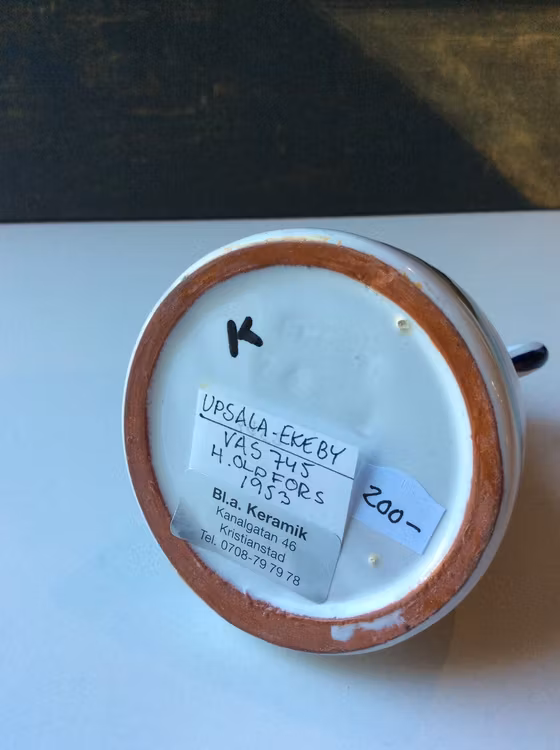 K
UPSALA-EKEBY
VAS 745
H. OLDFORS
1953
Bl.a. Keramik
Kanalgatan 46
Kristianstad
Tel. 0708-79 79 78
200-